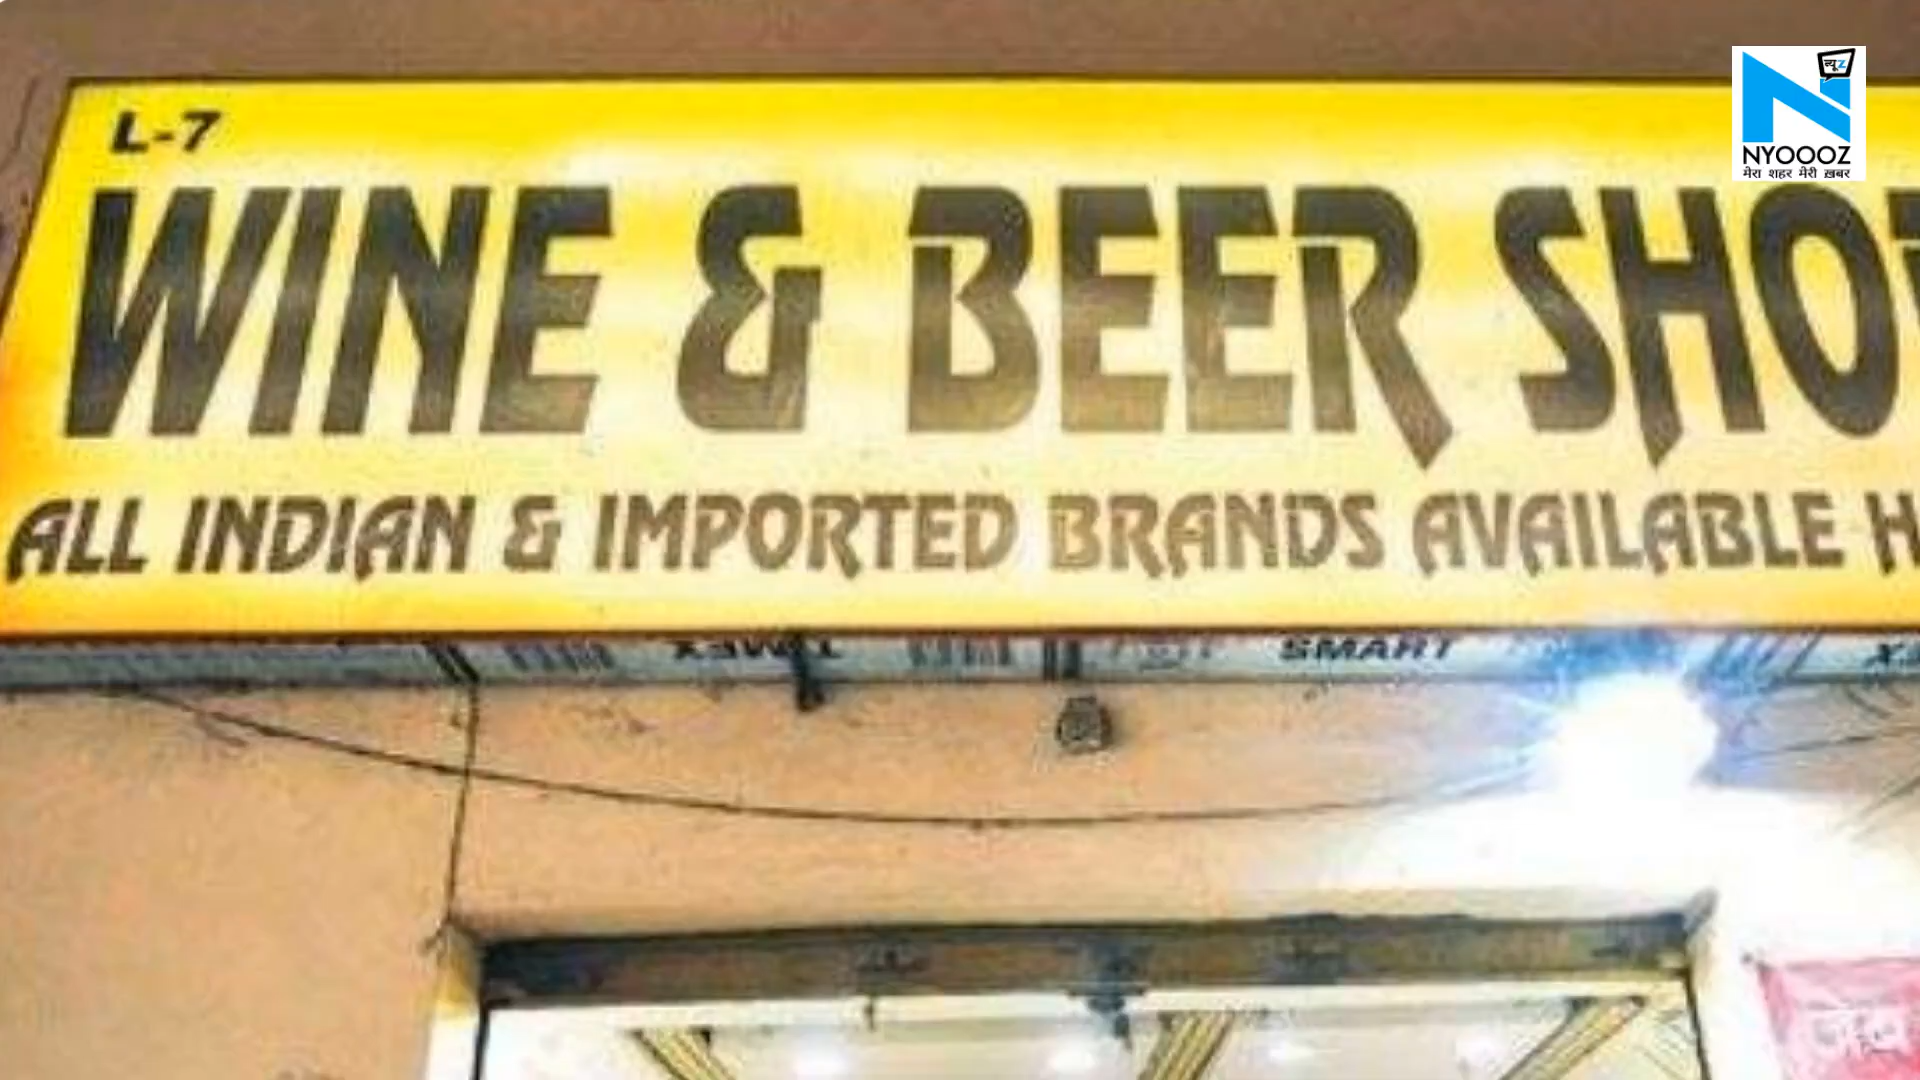 L-7
न्यूz
NYOOOZ
मेरा शहर मेरी ख़बर
WINE & BEER SHO
ALL INDIAN & IMPORTED BRANDS AVAILABLE H
SMART